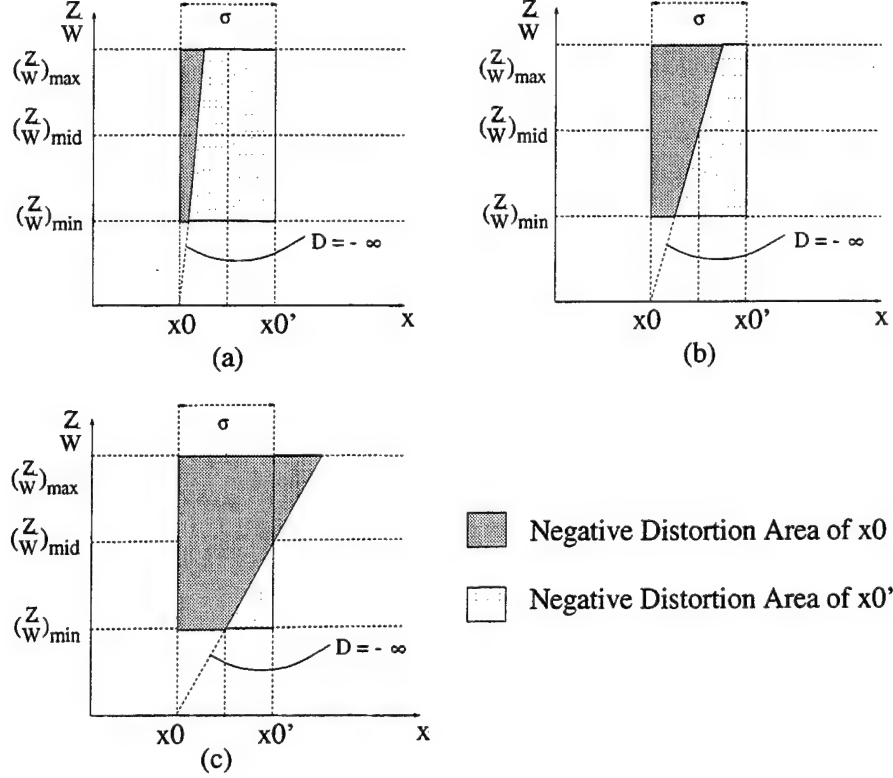 Z
W
σ
(Z/W)max
(Z/W)mid
(Z/W)min
D = - ∞
x0
x0'
x
(a)
Z
W
σ
(Z/W)max
(Z/W)mid
(Z/W)min
D = - ∞
x0
x0'
x
(b)
Z
W
σ
(Z/W)max
(Z/W)mid
(Z/W)min
D = - ∞
x0
x0'
x
(c)
Negative Distortion Area of x0
Negative Distortion Area of x0'